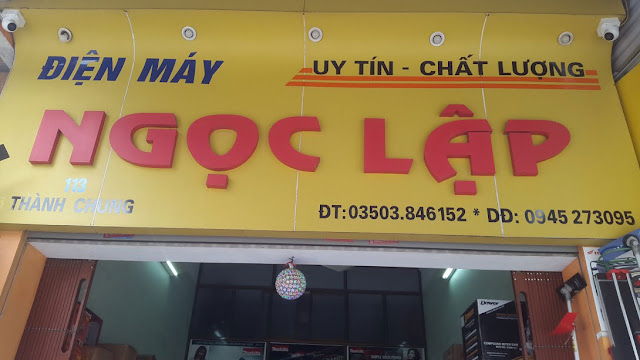 ĐIỆN MÁY
UY TÍN - CHẤT LƯỢNG
NGỌC LẬP
113
THÀNH CHUNG
ĐT:03503.846152 * DĐ: 0945 273095